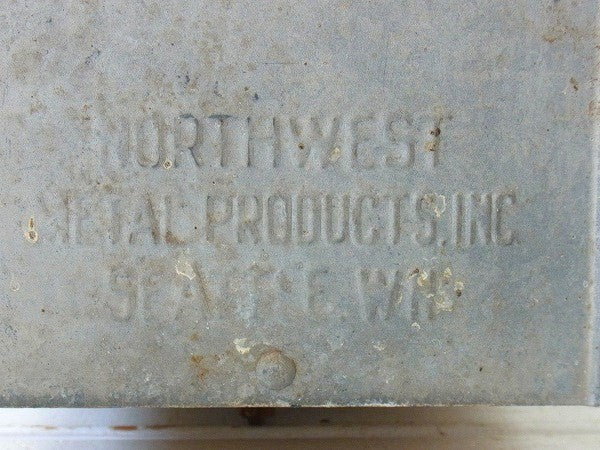 NORTHWEST
METAL PRODUCTS, INC
SEATTLE, WN